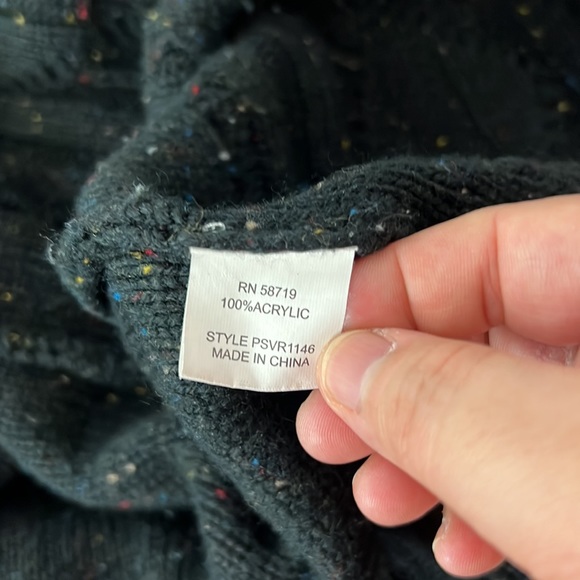 RN 58719
100%ACRYLIC
STYLE PSVR1146
MADE IN CHINA